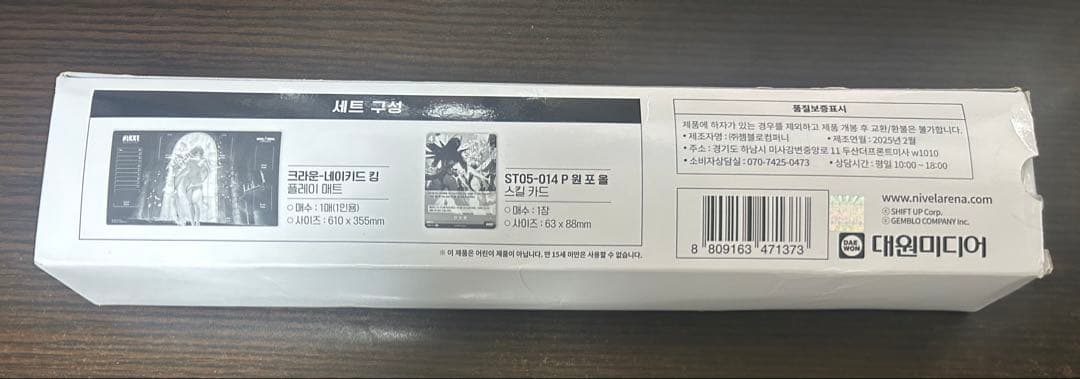 세트 구성
크라운-네이키드 킹
플레이 매트
○ 매수 : 1매(1인용)
○ 사이즈 : 610 x 355mm
ST05-014 P 원 포 올
스킬 카드
○ 매수 : 1장
○ 사이즈 : 63 x 88mm
※ 이 제품은 어린이 제품이 아닙니다. 만 15세 미만은 사용할 수 없습니다.
품질보증표시
제품에 하자가 있는 경우를 제외하고 제품 개봉 후 교환/환불은 불가합니다.
• 제조자명 : ㈜젬블로컴퍼니 • 제조연월 : 2025년 2월
• 주소 : 경기도 하남시 미사강변중앙로 11 두산더프론트미사 w1010
• 소비자상담실 : 070-7425-0473 • 상담시간 : 평일 10:00~18:00
8 809163 471373
www.nivelarena.com
ⓒ SHIFT UP Corp.
ⓒ GEMBLO COMPANY Inc.
DAE WON 대원미디어